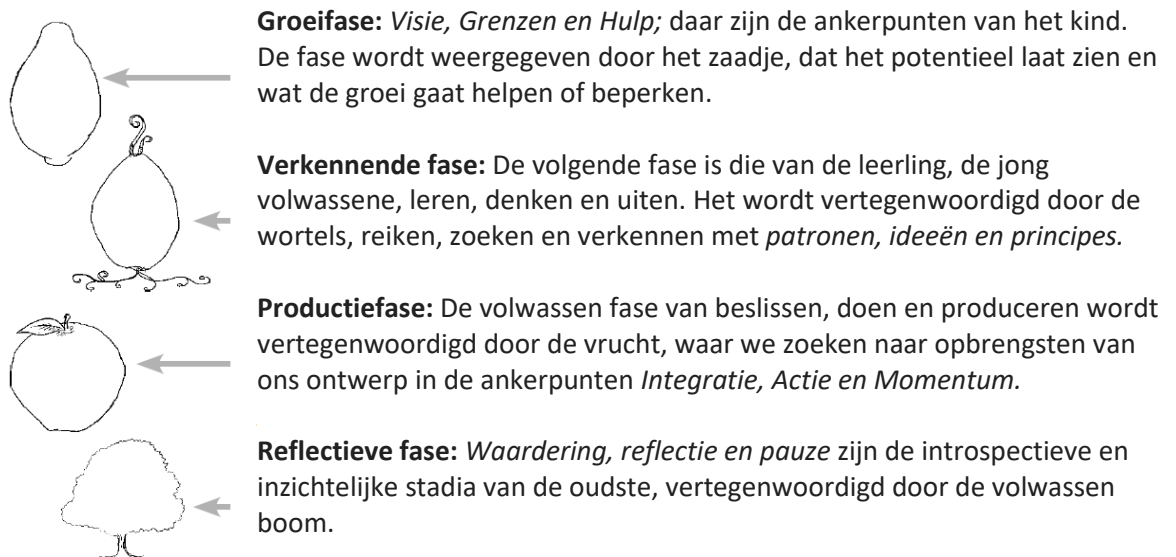 Groeifase: Visie, Grenzen en Hulp; daar zijn de ankerpunten van het kind.
De fase wordt weergegeven door het zaadje, dat het potentieel laat zien en
wat de groei gaat helpen of beperken.
Verkennende fase: De volgende fase is die van de leerling, de jong
volwassene, leren, denken en uiten. Het wordt vertegenwoordigd door de
wortels, reiken, zoeken en verkennen met patronen, ideeën en principes.
Productiefase: De volwassen fase van beslissen, doen en produceren wordt
vertegenwoordigd door de vrucht, waar we zoeken naar opbrengsten van
ons ontwerp in de ankerpunten Integratie, Actie en Momentum.
Reflectieve fase: Waardering, reflectie en pauze zijn de introspectieve en
inzichtelijke stadia van de oudste, vertegenwoordigd door de volwassen
boom.